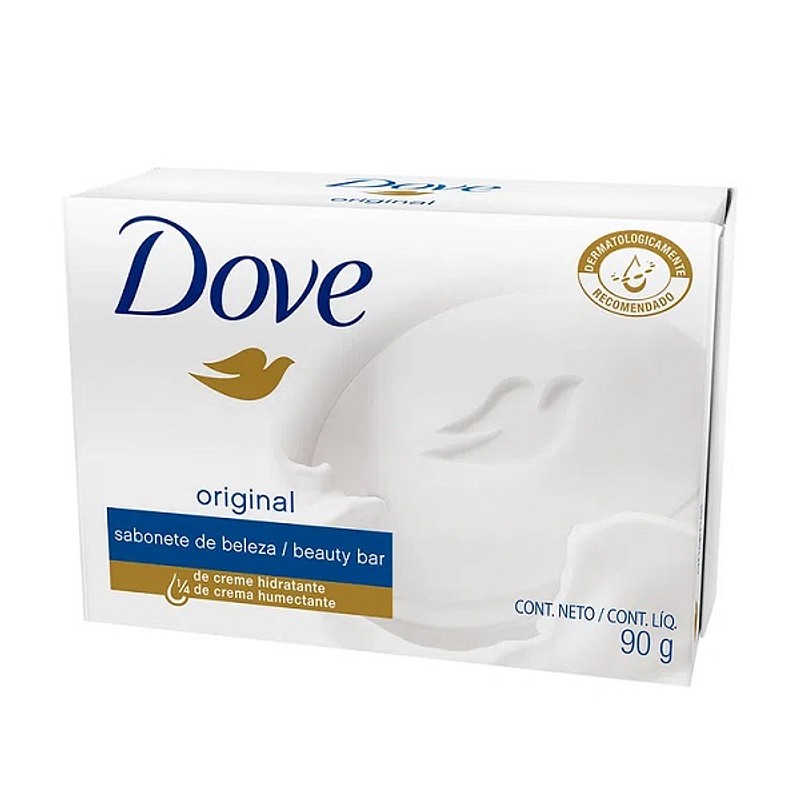 Dove
original
Dove
DERMATOLOGICAMENTE
RECOMENDADO
original
sabonete de beleza / beauty bar
¼ de creme hidratante
de crema humectante
CONT. NETO / CONT. LÍQ.
90 g